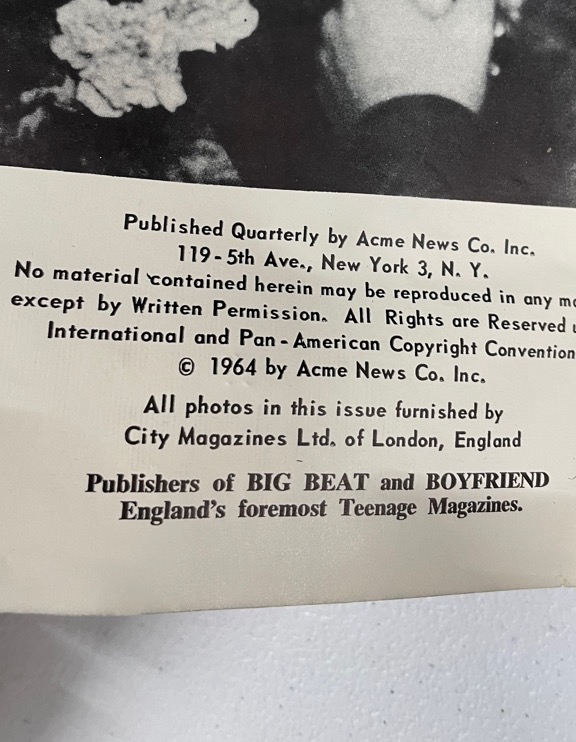 Published Quarterly by Acme News Co. Inc.
119-5th Ave., New York 3, N. Y.
No material contained herein may be reproduced in any
except by Written Permission. All Rights are Reserved
International and Pan-American Copyright Convention
© 1964 by Acme News Co. Inc.
All photos in this issue furnished by
City Magazines Ltd. of London, England
Publishers of BIG BEAT and BOYFRIEND
England's foremost Teenage Magazines.